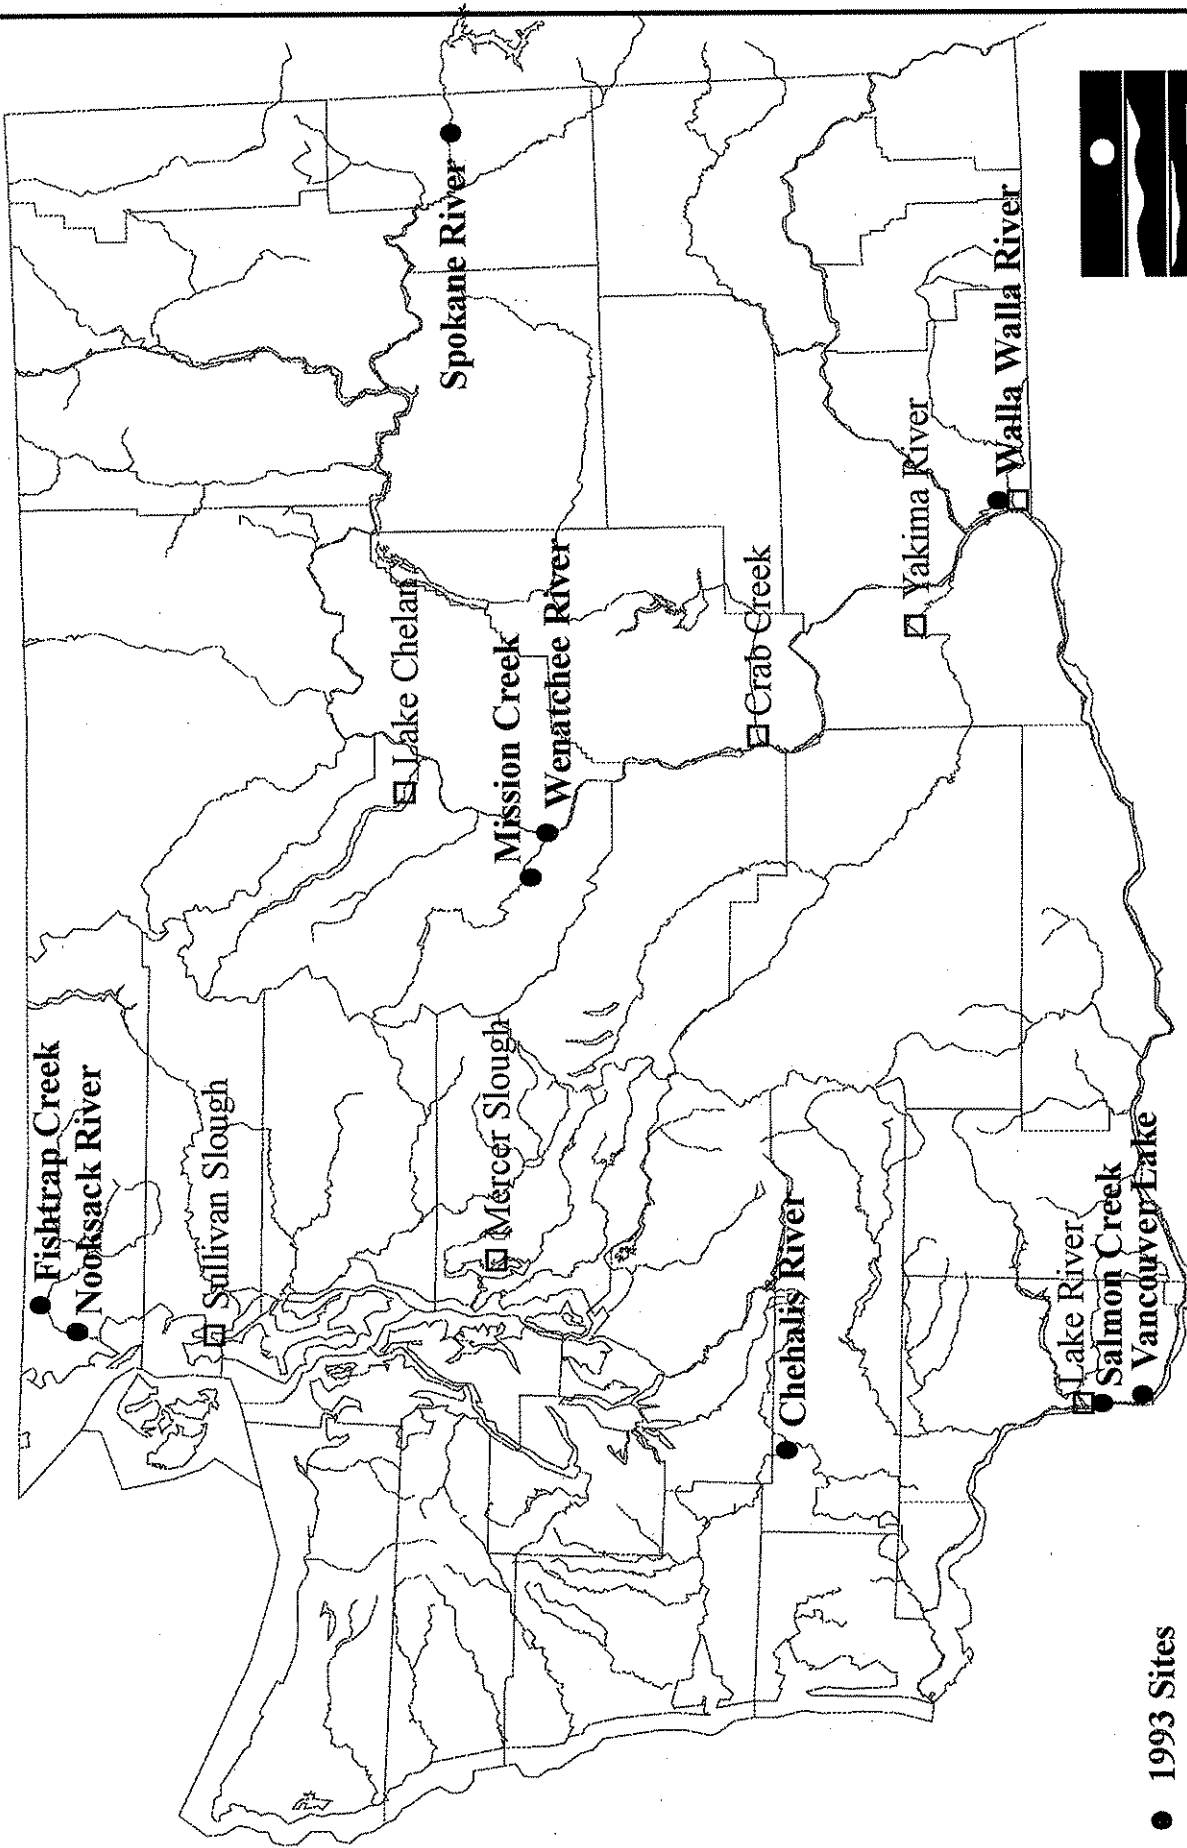 Fishtrap Creek
Nooksack River
Sullivan Slough
Mercer Slough
Lake Chelan
Mission Creek
Wenatchee River
Spokane River
Crab Creek
Yakima River
Walla Walla River
Chehalis River
Lake River
Salmon Creek
Vancouver Lake
1993 Sites